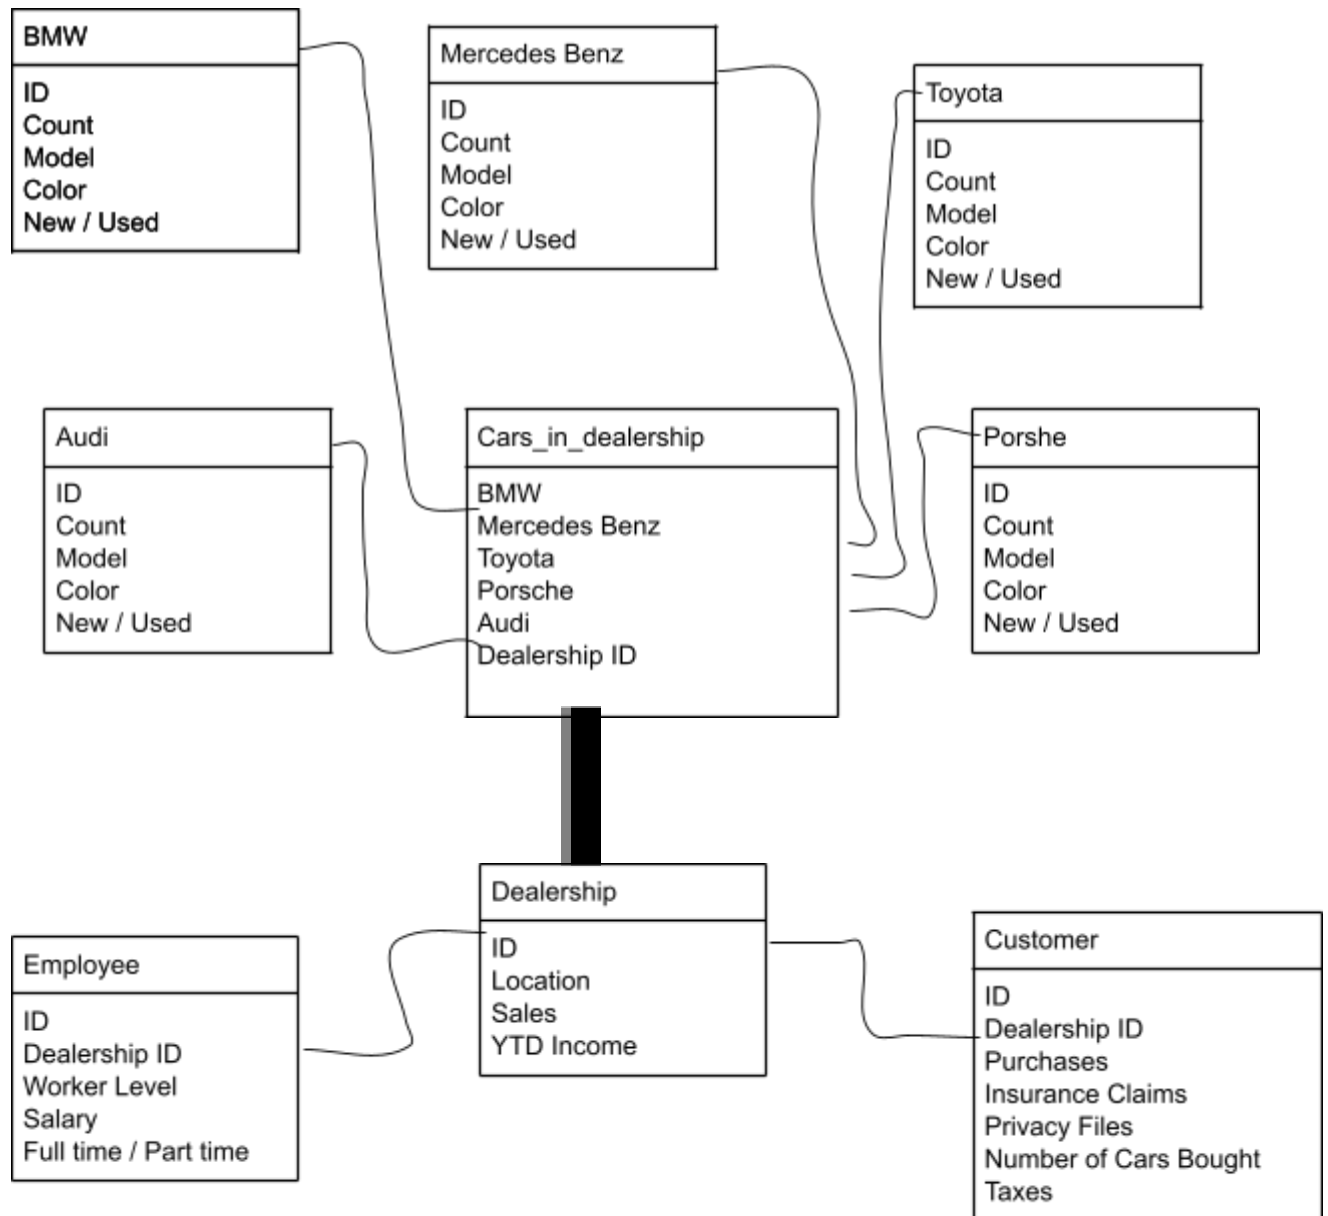 BMW
ID
Count
Model
Color
New / Used
Mercedes Benz
ID
Count
Model
Color
New / Used
Toyota
ID
Count
Model
Color
New / Used
Audi
ID
Count
Model
Color
New / Used
Cars_in_dealership
BMW
Mercedes Benz
Toyota
Porsche
Audi
Dealership ID
Porshe
ID
Count
Model
Color
New / Used
Employee
ID
Dealership ID
Worker Level
Salary
Full time / Part time
Dealership
ID
Location
Sales
YTD Income
Customer
ID
Dealership ID
Purchases
Insurance Claims
Privacy Files
Number of Cars Bought
Taxes